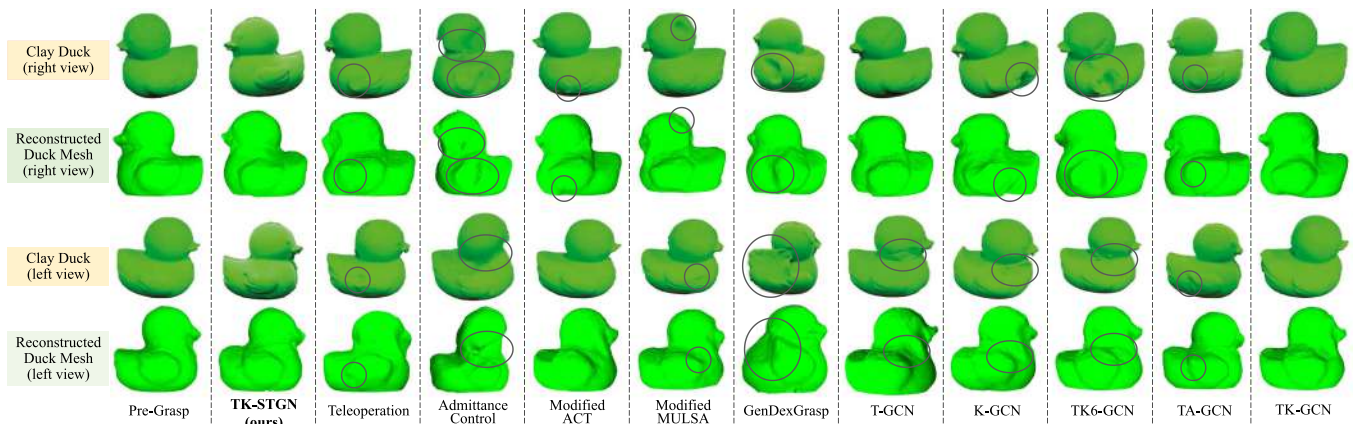 Clay Duck
(right view)
Reconstructed
Duck Mesh
(right view)
Clay Duck
(left view)
Reconstructed
Duck Mesh
(left view)
Pre-Grasp
TK-STGN
(ours)
Teleoperation
Admittance
Control
Modified
ACT
Modified
MULSA
GenDexGrasp
T-GCN
K-GCN
TK6-GCN
TA-GCN
TK-GCN